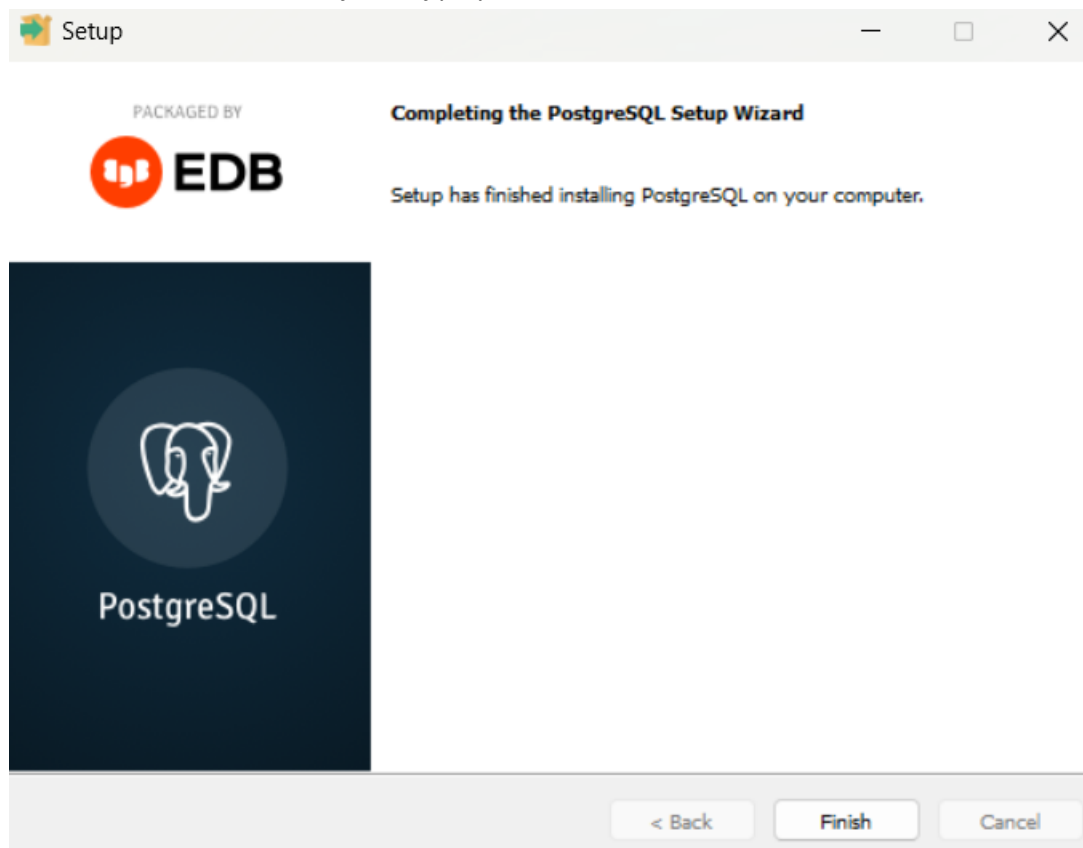 Setup
PACKAGED BY
EDB
Completing the PostgreSQL Setup Wizard
Setup has finished installing PostgreSQL on your computer.
PostgreSQL
< Back
Finish
Cancel